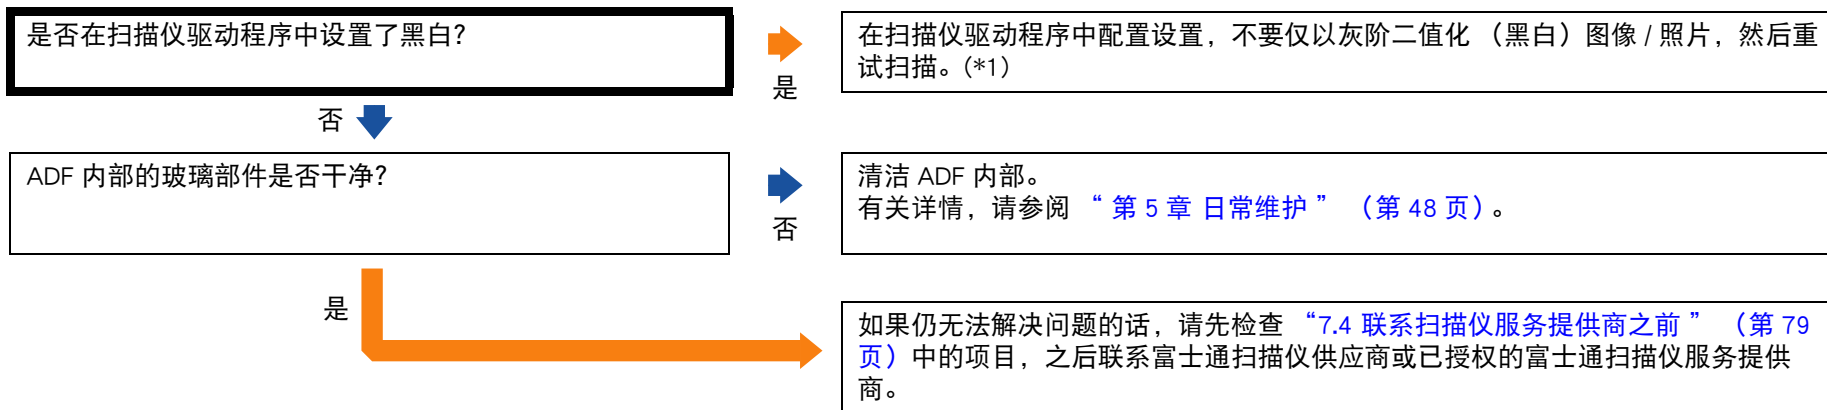 是否在扫描仪驱动程序中设置了黑白？
是
在扫描仪驱动程序中配置设置，不要仅以灰阶二值化 （黑白）图像 / 照片，然后重
试扫描。(*1)
否
ADF 内部的玻璃部件是否干净？
否
清洁 ADF 内部。
有关详情，请参阅 “ 第 5 章 日常维护 ” （第 48 页）。
是
如果仍无法解决问题的话，请先检查 “7.4 联系扫描仪服务提供商之前 ” （第 79
页）中的项目，之后联系富士通扫描仪供应商或已授权的富士通扫描仪服务提供
商。